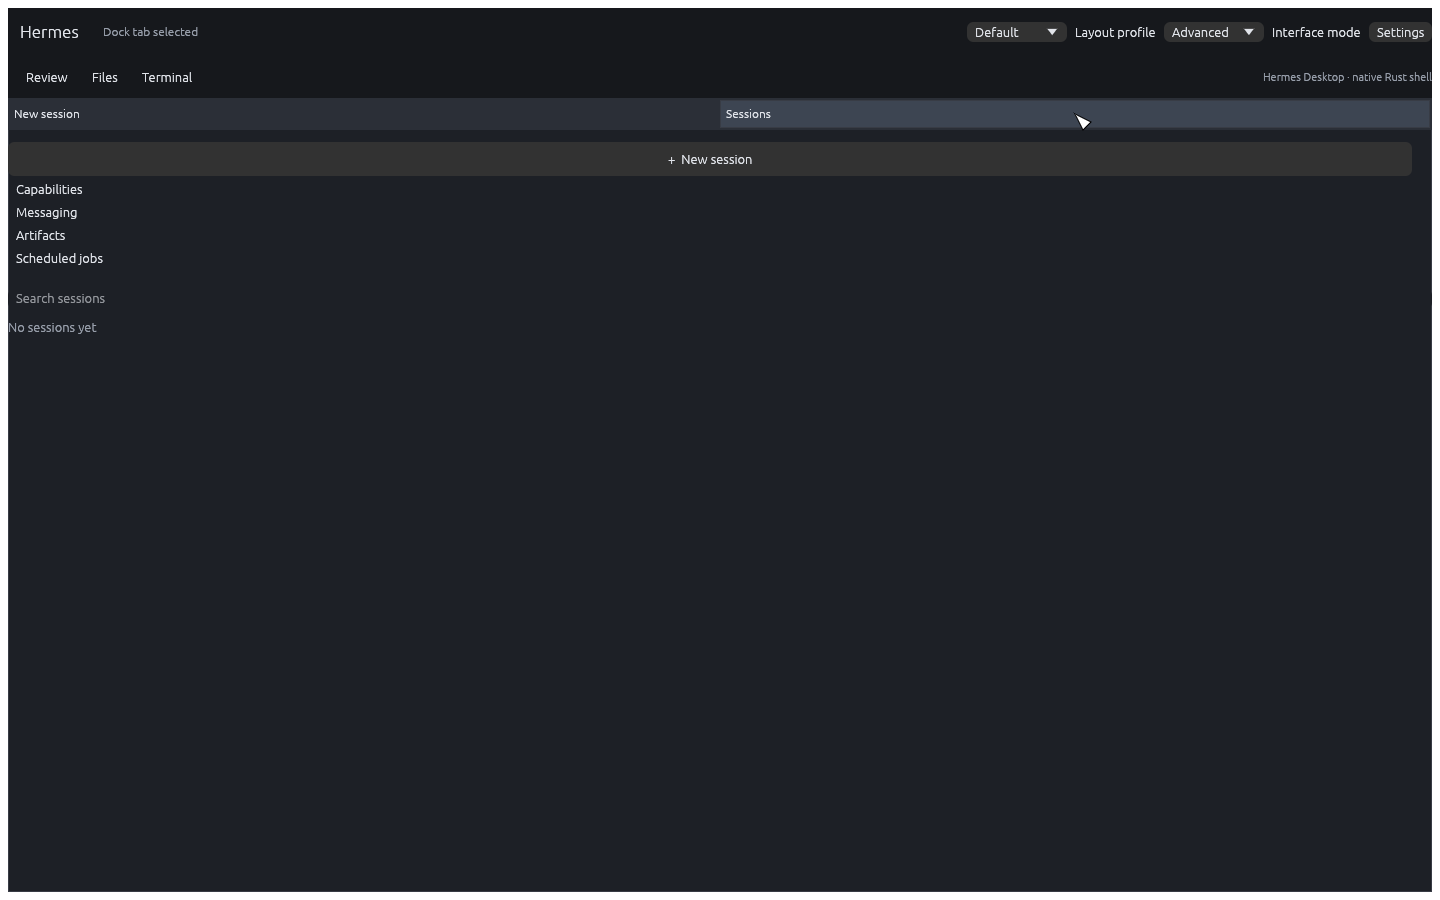 Hermes Dock tab selected Default Layout profile Advanced Interface mode Settings
Review Files Terminal Hermes Desktop · native Rust shell
New session Sessions
+ New session
Capabilities
Messaging
Artifacts
Scheduled jobs
Search sessions
No sessions yet